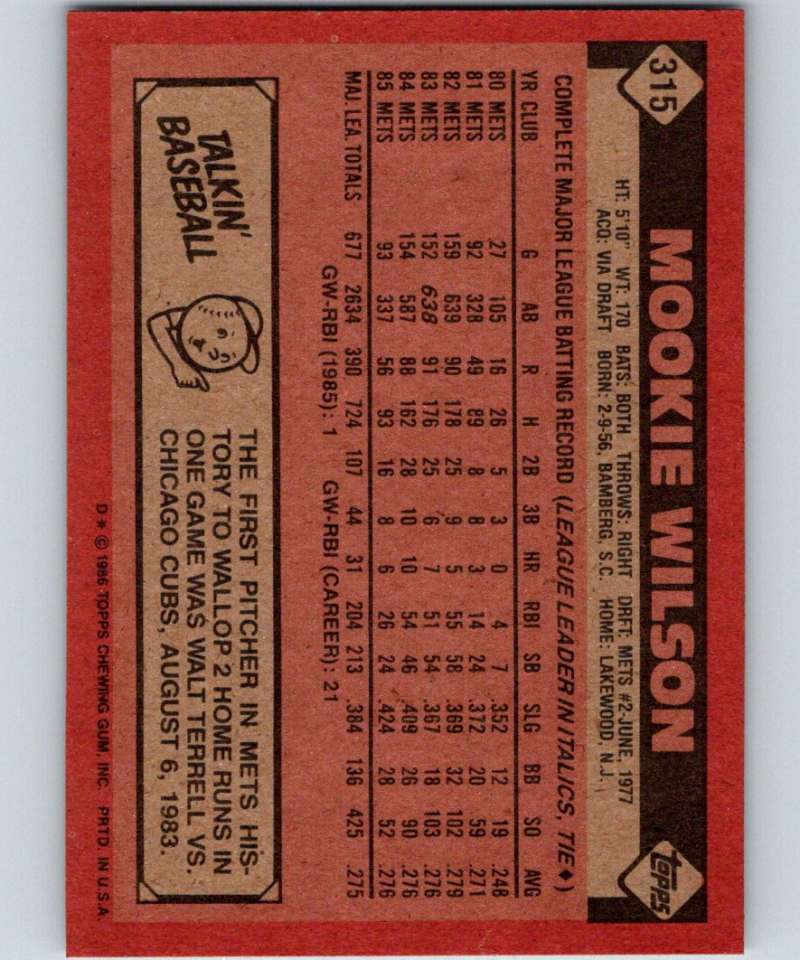 315
MOOKIE WILSON
topps
HT: 5'10" WT: 170 BATS: BOTH THROWS: RIGHT DRFT: METS #2-JUNE, 1977
ACQ: VIA DRAFT BORN: 2-9-56, BAMBERG, S.C. HOME: LAKEWOOD, N.J.
COMPLETE MAJOR LEAGUE BATTING RECORD (LEAGUE LEADER IN ITALICS, TIE♦)
YR CLUB G AB R H 2B 3B HR RBI SB SLG BB SO AVG
80 METS 27 105 16 26 5 3 0 4 7 .352 12 19 .248
81 METS 92 328 49 89 8 8 3 14 24 .372 20 59 .271
82 METS 159 639 90 178 25 9 5 55 58 .369 32 102 .279
83 METS 152 638 91 176 25 6 7 51 54 .367 18 103 .276
84 METS 154 587 88 162 28 10 10 54 46 .409 26 90 .276
85 METS 93 337 56 93 16 8 6 26 24 .424 28 52 .276
MAJ. LEA. TOTALS 677 2634 390 724 107 44 31 204 213 .384 136 425 .275
GW-RBI (1985): 1 GW-RBI (CAREER): 21
TALKIN'
BASEBALL
THE FIRST PITCHER IN METS HIS-
TORY TO WALLOP 2 HOME RUNS IN
ONE GAME WAS WALT TERRELL VS.
CHICAGO CUBS, AUGUST 6, 1983.
D* © 1986 TOPPS CHEWING GUM, INC. PRTD. IN U.S.A.